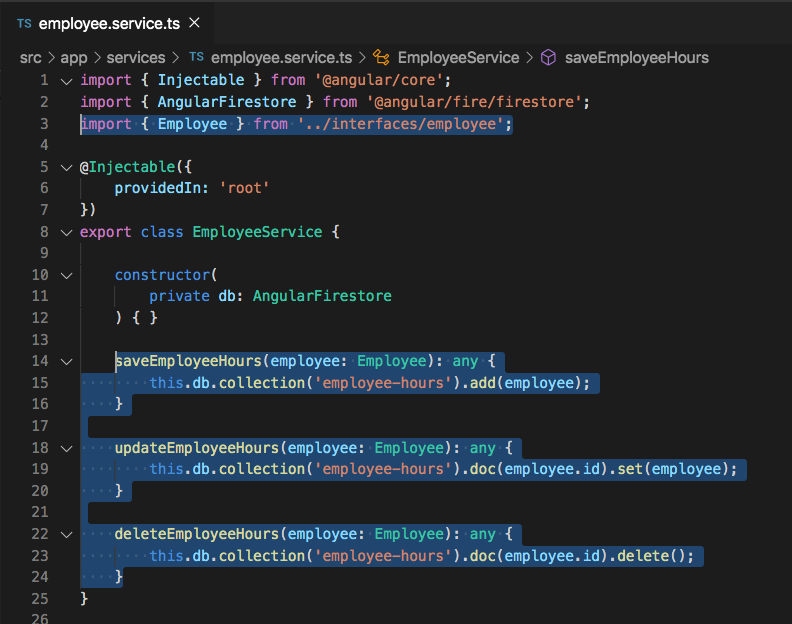 TS employee.service.ts ×
src > app > services > TS employee.service.ts > EmployeeService > saveEmployeeHours
1 import { Injectable } from '@angular/core';
2 import { AngularFirestore } from '@angular/fire/firestore';
3 import { Employee } from '../interfaces/employee';
4
5 @Injectable({
6     providedIn: 'root'
7 })
8 export class EmployeeService {
9
10     constructor(
11         private db: AngularFirestore
12     ) { }
13
14     saveEmployeeHours(employee: Employee): any {
15         this.db.collection('employee-hours').add(employee);
16     }
17
18     updateEmployeeHours(employee: Employee): any {
19         this.db.collection('employee-hours').doc(employee.id).set(employee);
20     }
21
22     deleteEmployeeHours(employee: Employee): any {
23         this.db.collection('employee-hours').doc(employee.id).delete();
24     }
25 }
26